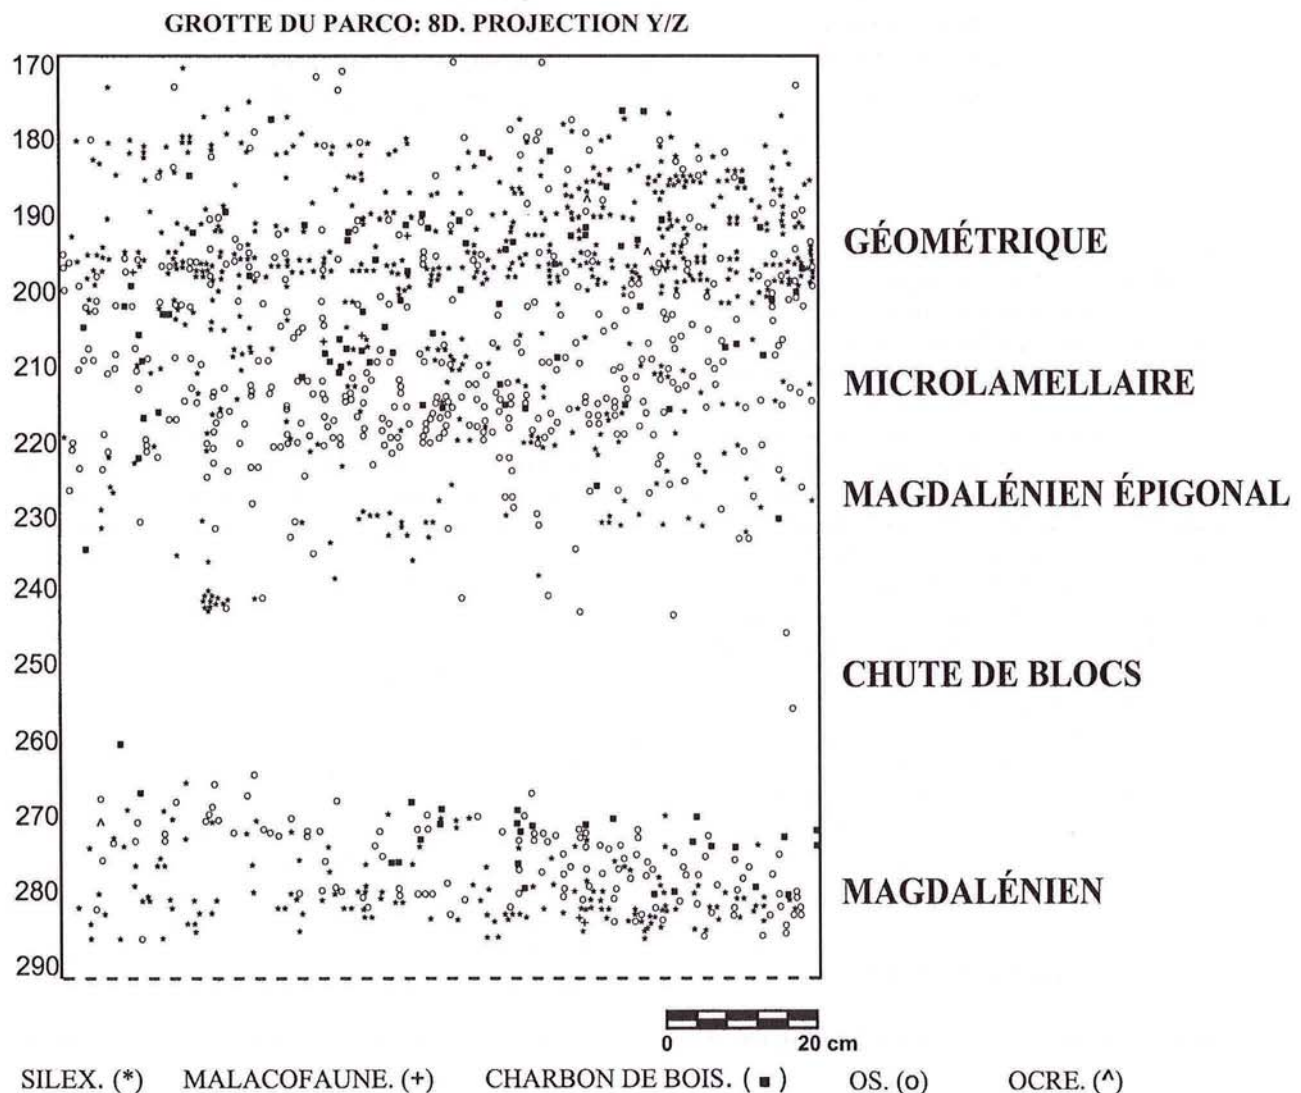 GROTTE DU PARCO: 8D. PROJECTION Y/Z
170
180
190
GÉOMÉTRIQUE
200
210
MICROLAMELLAIRE
220
MAGDALÉNIEN ÉPIGONAL
230
240
250
CHUTE DE BLOCS
260
270
280
MAGDALÉNIEN
290
0 20 cm
SILEX. (*) MALACOFAUNE. (+) CHARBON DE BOIS. (■) OS. (o) OCRE. (^)